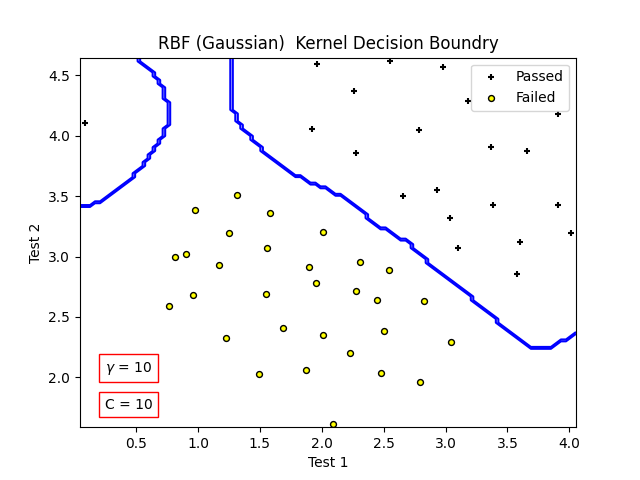 RBF (Gaussian)  Kernel Decision Boundry
Passed
Failed
4.5
4.0
3.5
3.0
2.5
2.0
Test 2
γ = 10
C = 10
0.5 1.0 1.5 2.0 2.5 3.0 3.5 4.0
Test 1